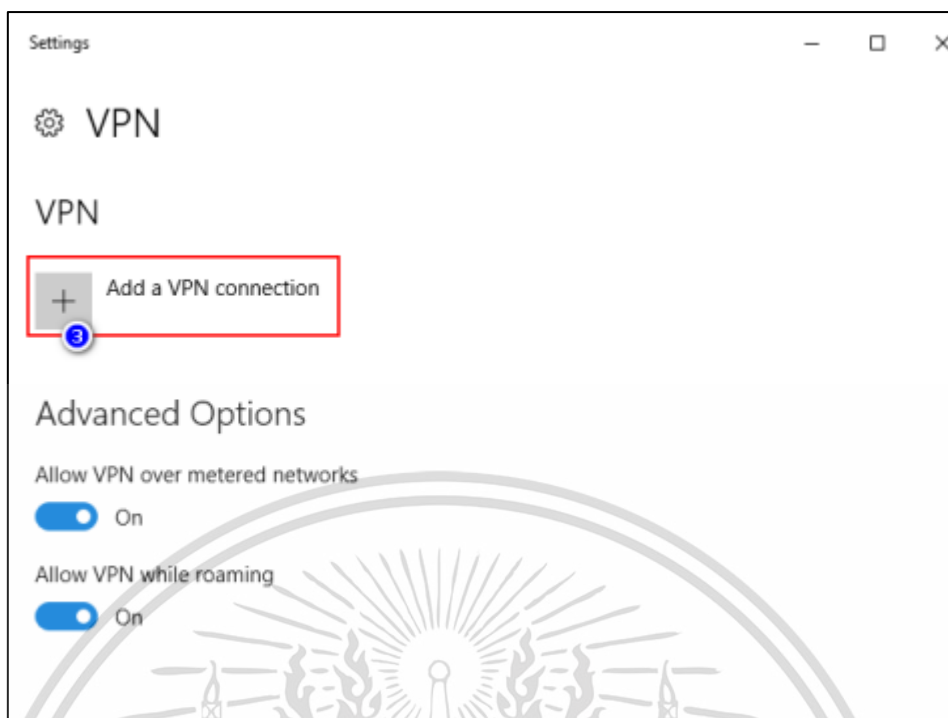 Settings
VPN
VPN
Add a VPN connection
3
Advanced Options
Allow VPN over metered networks
On
Allow VPN while roaming
On